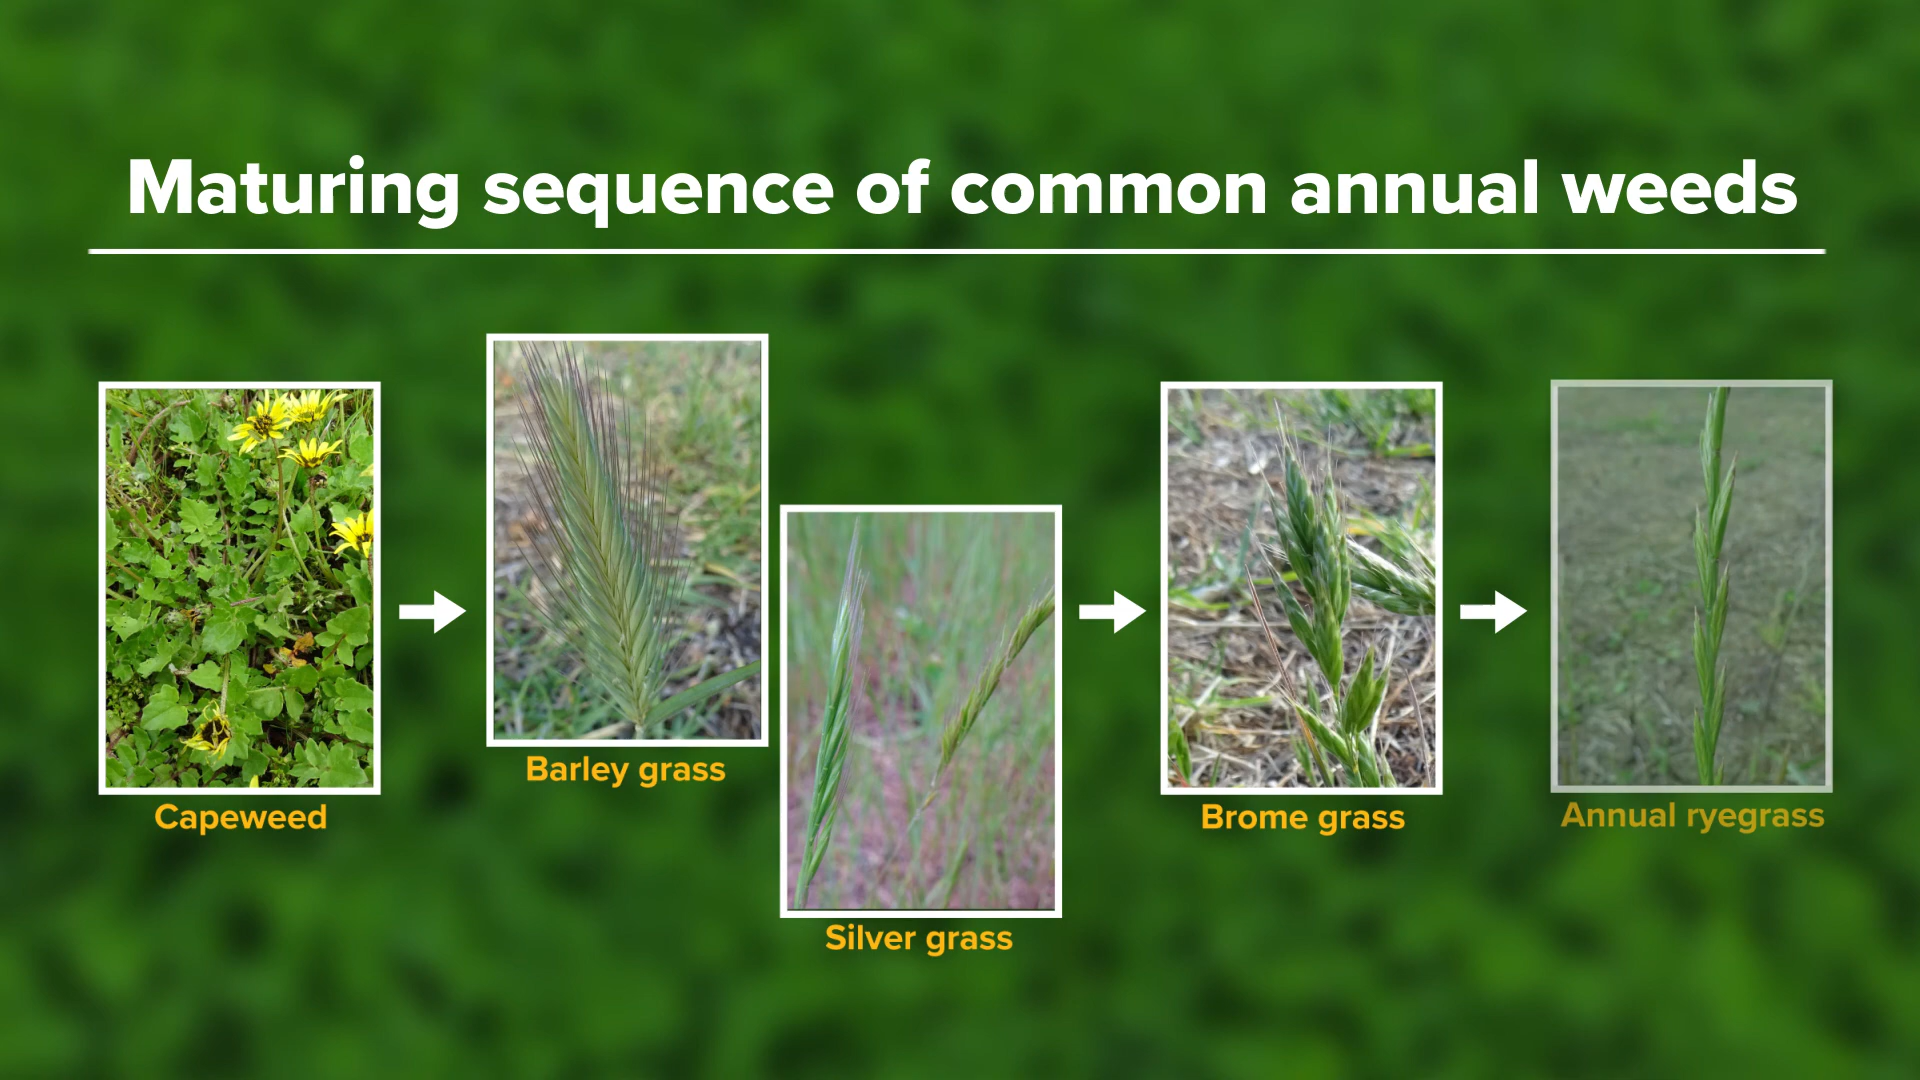 Maturing sequence of common annual weeds
Capeweed
Barley grass
Silver grass
Brome grass
Annual ryegrass